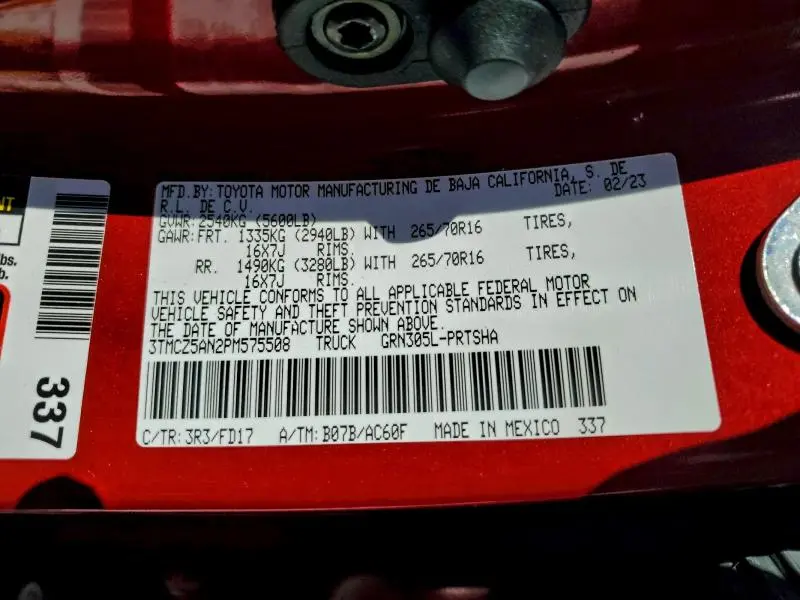 MFD. BY: TOYOTA MOTOR MANUFACTURING DE BAJA CALIFORNIA, S. DE
R.L. DE C.V. DATE: 02/23
GVWR: 2540KG (5600LB)
GAWR: FRT. 1335KG (2940LB) WITH 265/70R16 TIRES,
16X7J RIMS.
RR. 1490KG (3280LB) WITH 265/70R16 TIRES,
16X7J RIMS.
THIS VEHICLE CONFORMS TO ALL APPLICABLE FEDERAL MOTOR
VEHICLE SAFETY AND THEFT PREVENTION STANDARDS IN EFFECT ON
THE DATE OF MANUFACTURE SHOWN ABOVE.
3TMCZ5AN2PM575508 TRUCK GRN305L-PRTSHA
C/TR: 3R3/FD17 A/TM: B07B/AC60F MADE IN MEXICO 337
lbs.
337